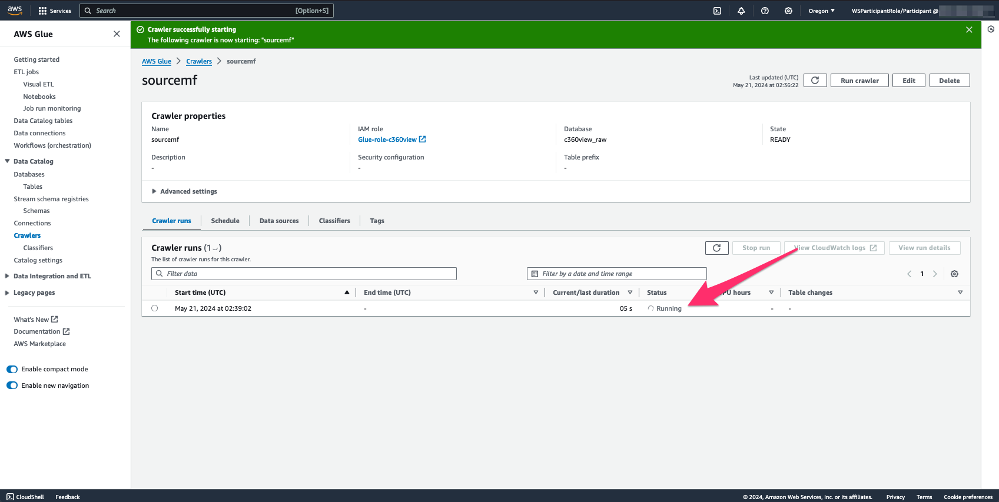 aws
Services
Search
[Option+S]
Oregon
WSParticipantRole/Participant @
AWS Glue
Getting started
ETL jobs
Visual ETL
Notebooks
Job run monitoring
Data Catalog tables
Data connections
Workflows (orchestration)
Data Catalog
Databases
Tables
Stream schema registries
Schemas
Connections
Crawlers
Classifiers
Catalog settings
Data Integration and ETL
Legacy pages
What's New
Documentation
AWS Marketplace
Enable compact mode
Enable new navigation
Crawler successfully starting
The following crawler is now starting: "sourcemf"
AWS Glue > Crawlers > sourcemf
sourcemf
Last updated (UTC)
May 21, 2024 at 02:36:22
Run crawler
Edit
Delete
Crawler properties
Name
sourcemf
IAM role
Glue-role-c360view
Database
c360view_raw
State
READY
Description
-
Security configuration
-
Table prefix
-
Advanced settings
Crawler runs
Schedule
Data sources
Classifiers
Tags
Crawler runs (1)
The list of crawler runs for this crawler.
Stop run
View CloudWatch logs
View run details
Filter data
Filter by a date and time range
1
Start time (UTC)
End time (UTC)
Current/last duration
Status
PU hours
Table changes
May 21, 2024 at 02:39:02
-
05 s
Running
-
-
CloudShell
Feedback
© 2024, Amazon Web Services, Inc. or its affiliates.
Privacy
Terms
Cookie preferences